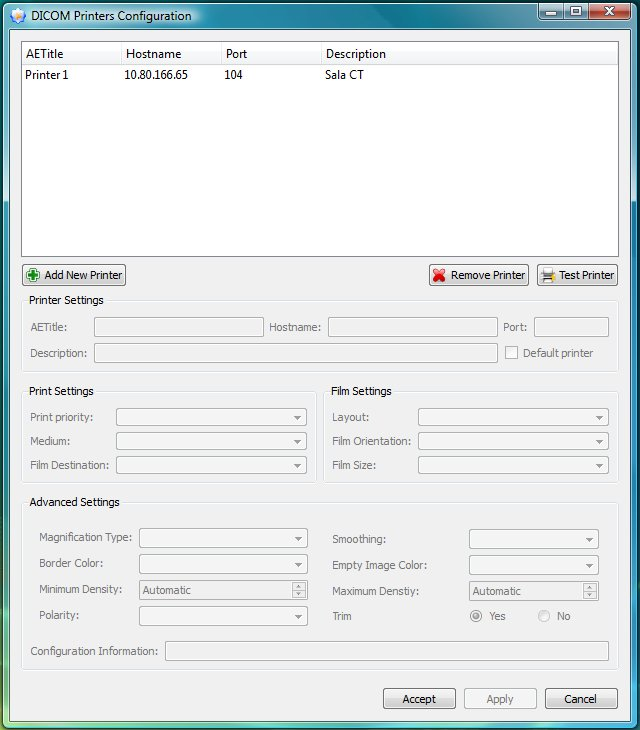 DICOM Printers Configuration
AETitle Hostname Port Description
Printer 1 10.80.166.65 104 Sala CT
Add New Printer Remove Printer Test Printer
Printer Settings
AETitle: Hostname: Port:
Description: Default printer
Print Settings Film Settings
Print priority: Layout:
Medium: Film Orientation:
Film Destination: Film Size:
Advanced Settings
Magnification Type: Smoothing:
Border Color: Empty Image Color:
Minimum Density: Automatic Maximum Denstiy: Automatic
Polarity: Trim Yes No
Configuration Information:
Accept Apply Cancel